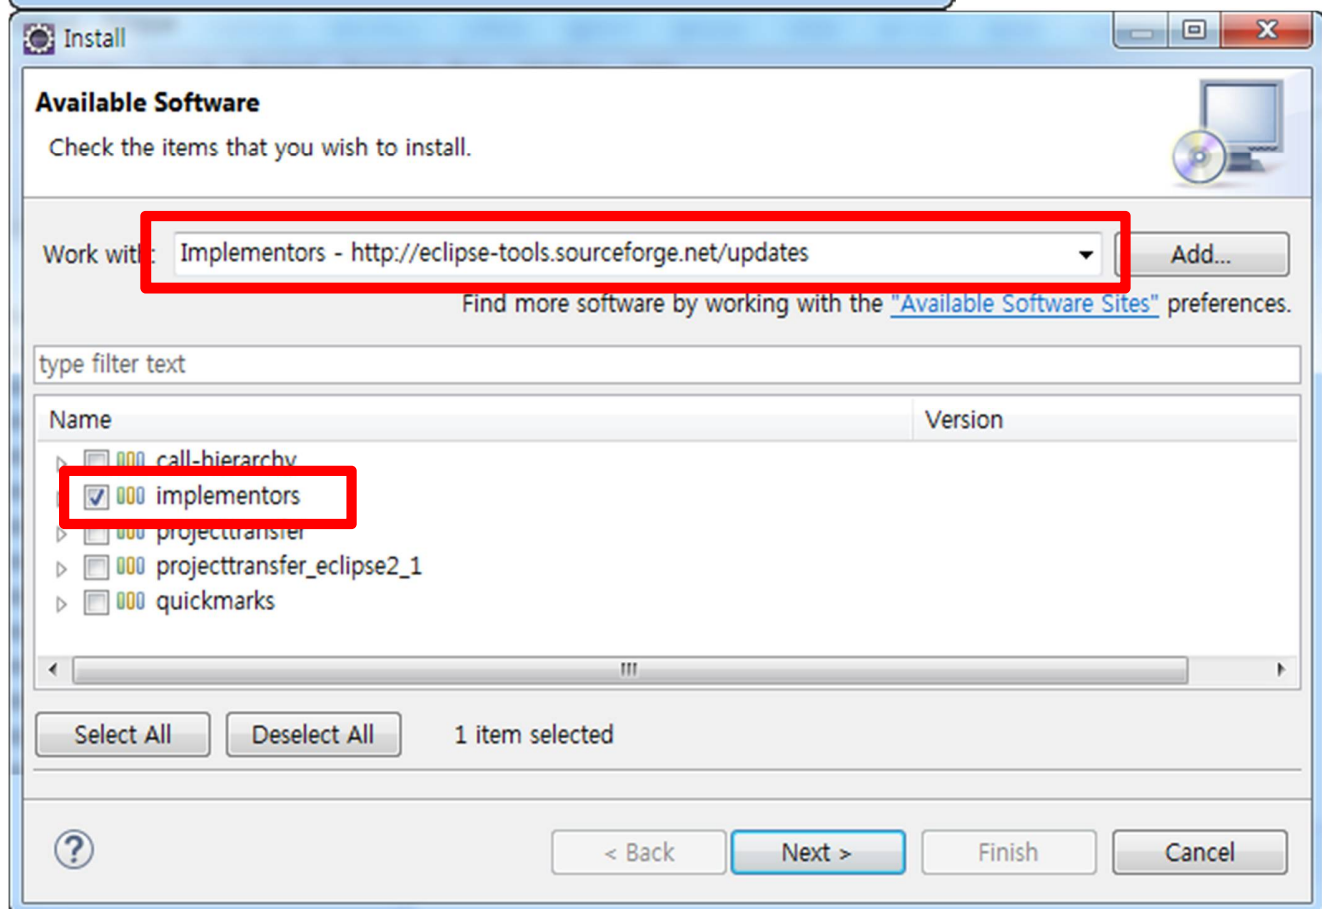 Install
Available Software
Check the items that you wish to install.
Work with: Implementors - http://eclipse-tools.sourceforge.net/updates Add...
Find more software by working with the "Available Software Sites" preferences.
type filter text
Name Version
call-hierarchy
implementors
projecttransfer
projecttransfer_eclipse2_1
quickmarks
Select All Deselect All 1 item selected
? < Back Next > Finish Cancel